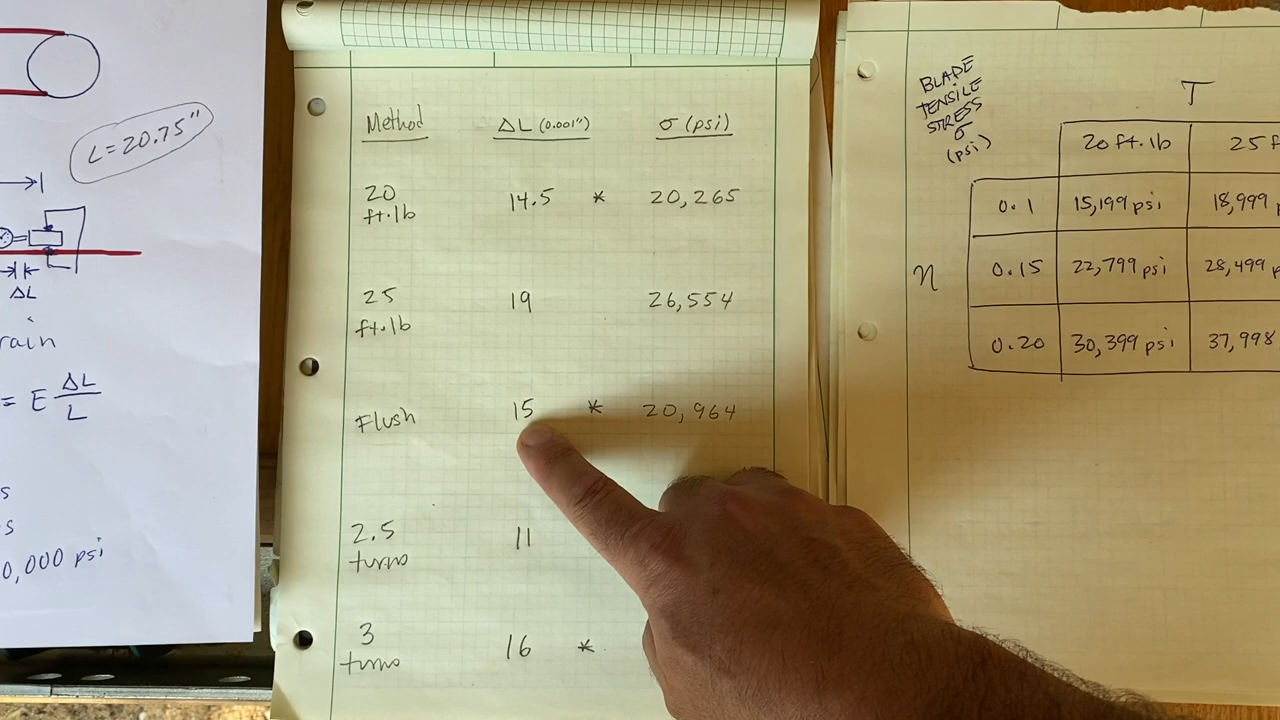 L=20.75"
ΔL
rain
= E ΔL/L
s
s
0,000 psi
Method ΔL (0.001") σ (psi)
20 ft.lb 14.5 * 20,265
25 ft.lb 19 26,554
Flush 15 * 20,964
2.5 turns 11
3 turns 16 *
BLADE
TENSILE
STRESS
σ
(psi)
T
20 ft.lb 25 f
η
0.1 15,199 psi 18,999 p
0.15 22,799 psi 28,499 p
0.20 30,399 psi 37,998